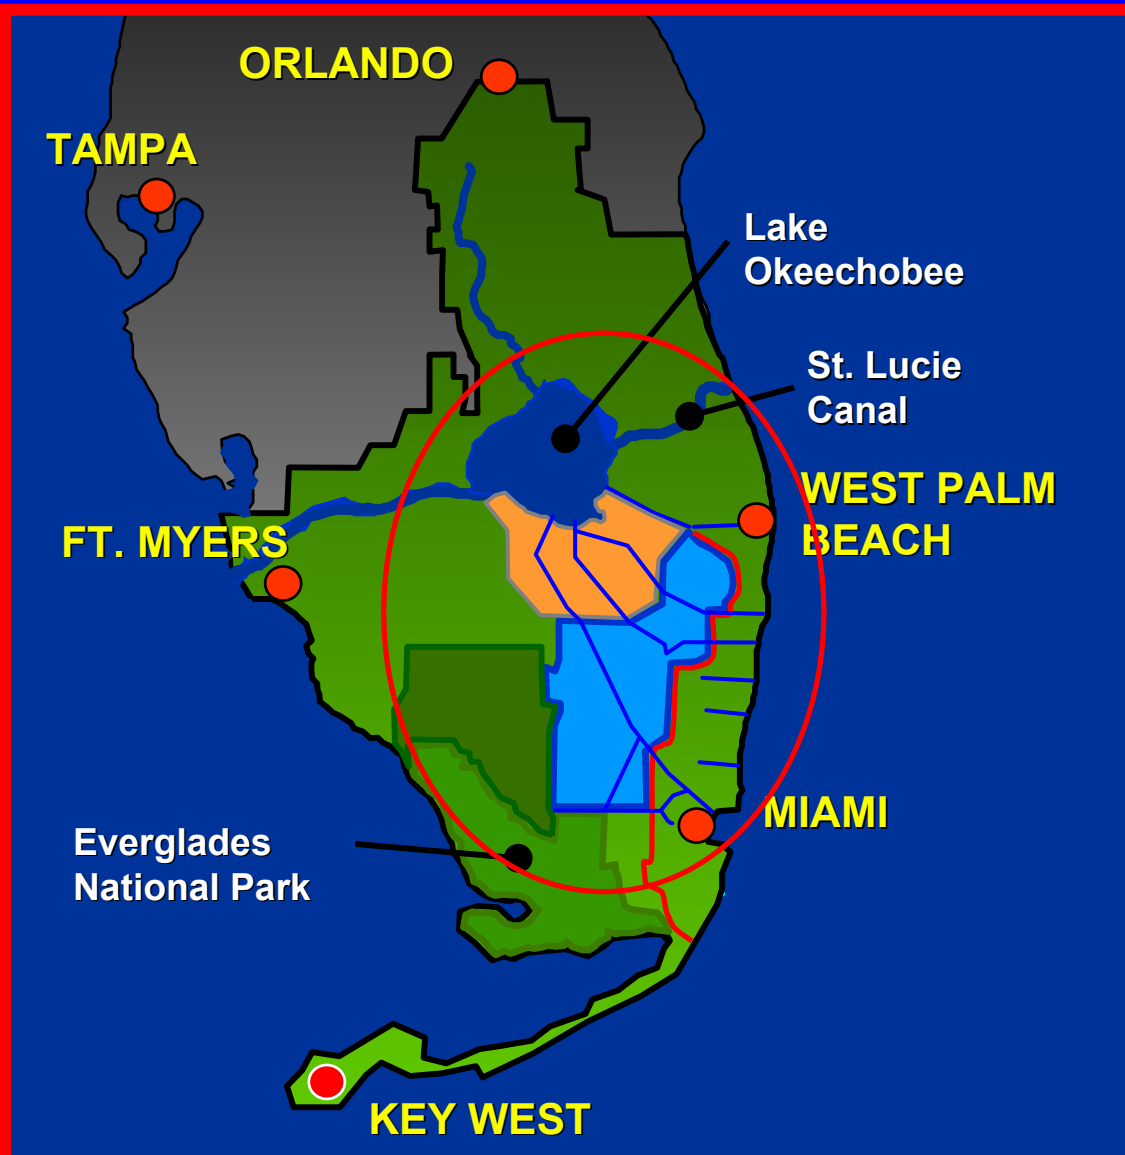 ORLANDO
TAMPA
Lake
Okeechobee
St. Lucie
Canal
WEST PALM
BEACH
FT. MYERS
MIAMI
Everglades
National Park
KEY WEST